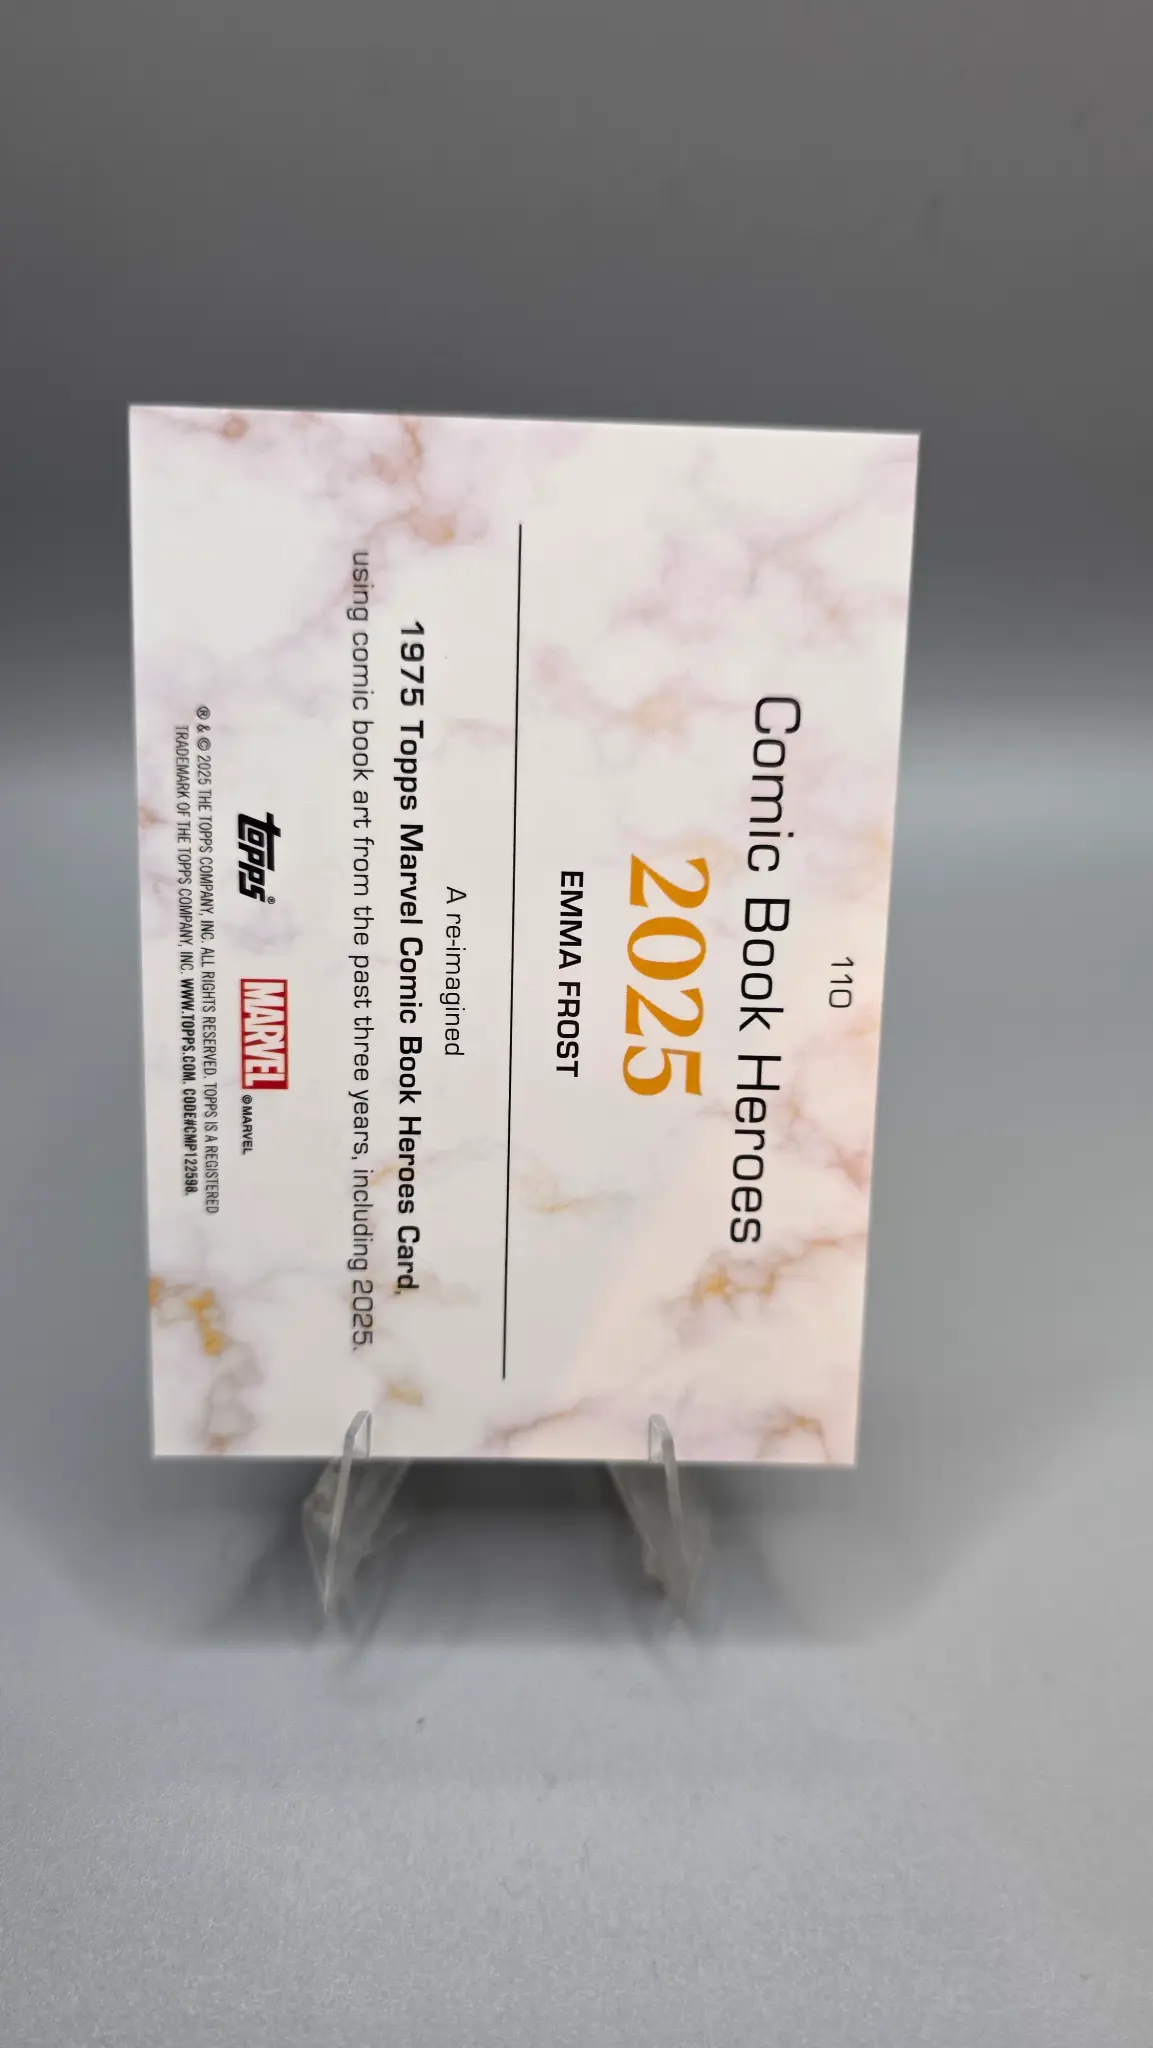 110
Comic Book Heroes
2025
EMMA FROST
A re-imagined
1975 Topps Marvel Comic Book Heroes Card,
using comic book art from the past three years, including 2025.
topps®
MARVEL ©MARVEL
® & © 2025 THE TOPPS COMPANY, INC. ALL RIGHTS RESERVED. TOPPS IS A REGISTERED
TRADEMARK OF THE TOPPS COMPANY, INC. WWW.TOPPS.COM. CODE#CMP122598.